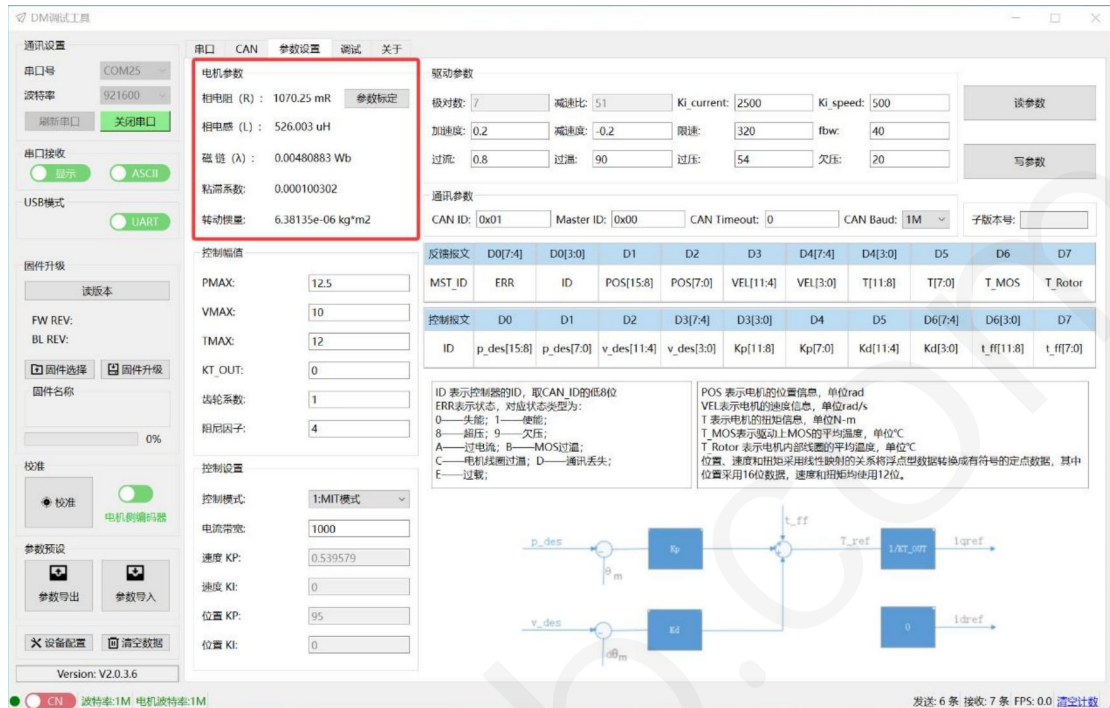 DM调试工具
通讯设置
串口号 COM25
波特率 921600
刷新串口 关闭串口
串口接收
显示 ASCII
USB模式
UART
固件升级
读版本
FW REV:
BL REV:
固件选择 固件升级
固件名称
0%
校准
校准 电机侧编码器
参数预设
参数导出 参数导入
设备配置 清空数据
Version: V2.0.3.6
串口 CAN 参数设置 调试 关于
电机参数
相电阻 (R) : 1070.25 mR 参数标定
相电感 (L) : 526.003 uH
磁 链 (λ) : 0.00480883 Wb
粘滞系数: 0.000100302
转动惯量: 6.38135e-06 kg*m2
控制幅值
PMAX: 12.5
VMAX: 10
TMAX: 12
KT_OUT: 0
齿轮系数: 1
阻尼因子: 4
控制设置
控制模式: 1:MIT模式
电流带宽: 1000
速度 KP: 0.539579
速度 KI: 0
位置 KP: 95
位置 KI: 0
驱动参数
极对数: 7 减速比: 51 Ki_current: 2500 Ki_speed: 500 读参数
加速度: 0.2 减速度: -0.2 限速: 320 fbw: 40
过流: 0.8 过温: 90 过压: 54 欠压: 20 写参数
通讯参数
CAN ID: 0x01 Master ID: 0x00 CAN Timeout: 0 CAN Baud: 1M 子版本号:
反馈报文 D0[7:4] D0[3:0] D1 D2 D3 D4[7:4] D4[3:0] D5 D6 D7
MST_ID ERR ID POS[15:8] POS[7:0] VEL[11:4] VEL[3:0] T[11:8] T[7:0] T_MOS T_Rotor
控制报文 D0 D1 D2 D3[7:4] D3[3:0] D4 D5 D6[7:4] D6[3:0] D7
ID p_des[15:8] p_des[7:0] v_des[11:4] v_des[3:0] Kp[11:8] Kp[7:0] Kd[11:4] Kd[3:0] t_ff[11:8] t_ff[7:0]
ID 表示控制器的ID，取CAN_ID的低8位
ERR表示状态，对应状态类型为:
0——失能; 1——使能;
8——超压; 9——欠压;
A——过电流; B——MOS过温;
C——电机线圈过温; D——通讯丢失;
E——过载;
POS 表示电机的位置信息，单位rad
VEL表示电机的速度信息，单位rad/s
T 表示电机的扭矩信息，单位N-m
T_MOS表示驱动上MOS的平均温度，单位℃
T_Rotor 表示电机内部线圈的平均温度，单位℃
位置、速度和扭矩采用线性映射的关系将浮点型数据转换成有符号的定点数据，其中
位置采用16位数据，速度和扭矩均使用12位。
t_ff
p_des Kp T_ref 1/KT_OUT iqref
θm
v_des Kd 0 idref
dθm
CN 波特率:1M 电机波特率:1M 发送: 6 条 接收: 7 条 FPS: 0.0 清空计数